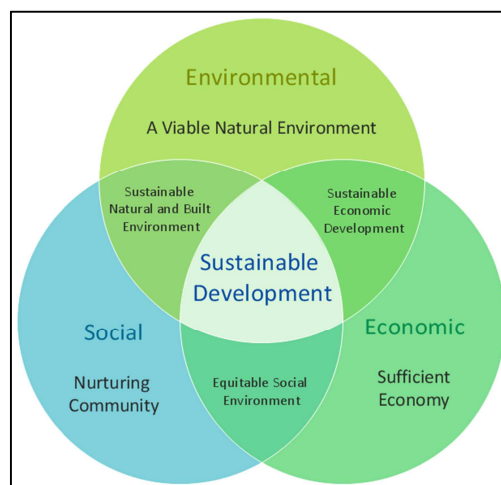 Environmental
A Viable Natural Environment
Sustainable
Natural and Built
Environment
Sustainable
Economic
Development
Sustainable
Development
Social
Nurturing
Community
Equitable Social
Environment
Economic
Sufficient
Economy